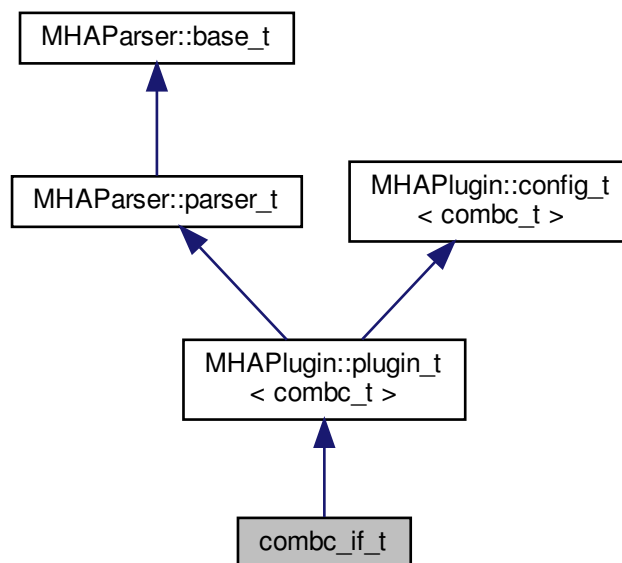 MHAParser::base_t
MHAParser::parser_t
MHAPlugin::config_t
< combc_t >
MHAPlugin::plugin_t
< combc_t >
combc_if_t